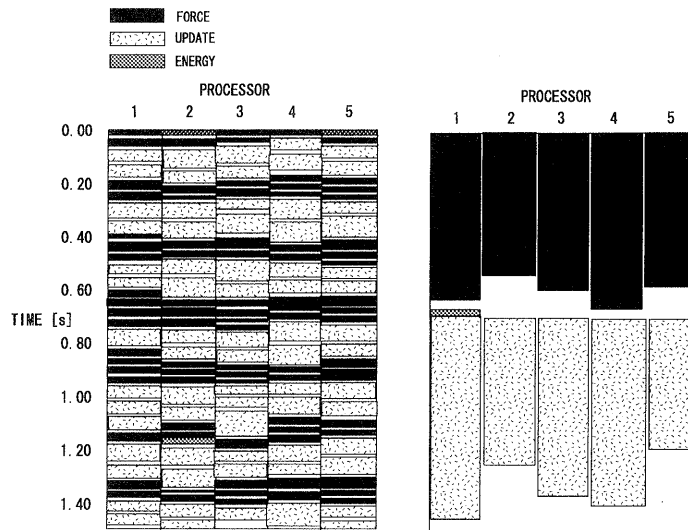 FORCE
UPDATE
ENERGY
PROCESSOR
1 2 3 4 5
0.00
0.20
0.40
0.60
TIME [s]
0.80
1.00
1.20
1.40
PROCESSOR
1 2 3 4 5